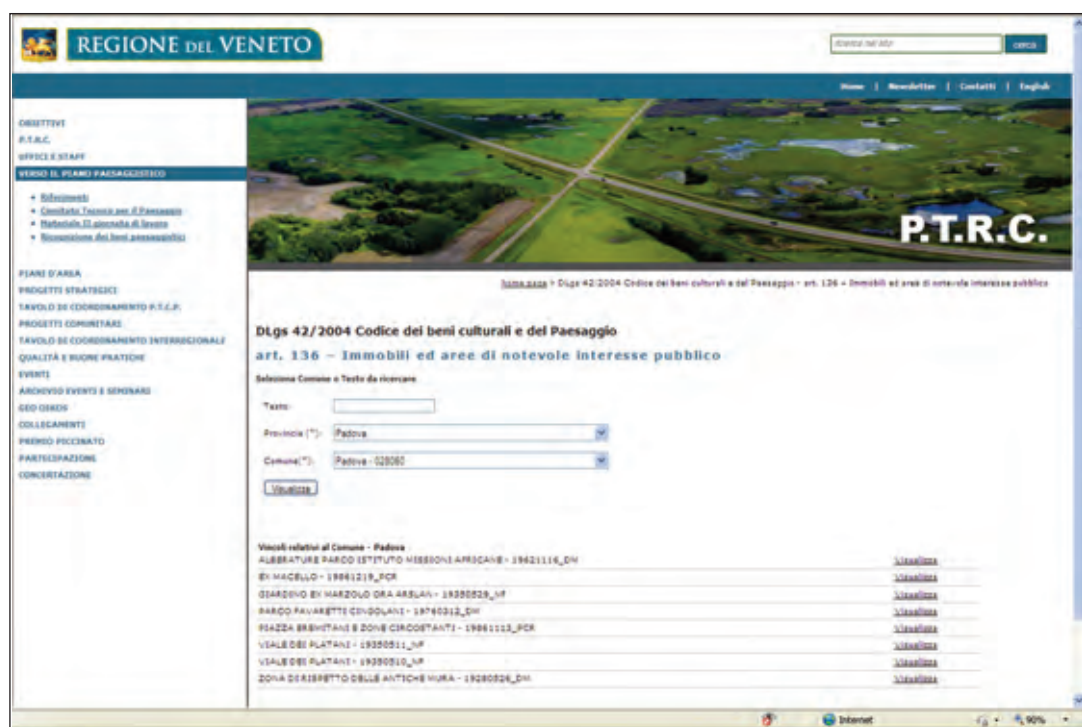 REGIONE DEL VENETO
ricerca nel sito
cerca
Home | Newsletter | Contatti | English
OBIETTIVI
P.T.R.C.
UFFICI E STAFF
VERSO IL PIANO PAESAGGISTICO
Riferimenti
Comitato Tecnico per il Paesaggio
Materiale II giornata di lavoro
Ricognizione dei beni paesaggistici
PIANI D'AREA
PROGETTI STRATEGICI
TAVOLO DI COORDINAMENTO P.T.C.P.
PROGETTI COMUNITARI
TAVOLO DI COORDINAMENTO INTERREGIONALE
QUALITÀ E BUONE PRATICHE
EVENTI
ARCHIVIO EVENTI E SEMINARI
GEO OIKOS
COLLEGAMENTI
PREMIO PICCINATO
PARTECIPAZIONE
CONCERTAZIONE
P.T.R.C.
home page > DLgs 42/2004 Codice dei beni culturali e del Paesaggio - art. 136 – Immobili ed aree di notevole interesse pubblico
DLgs 42/2004 Codice dei beni culturali e del Paesaggio
art. 136 – Immobili ed aree di notevole interesse pubblico
Seleziona Comune o Testo da ricercare
Testo:
Provincia (*): Padova
Comune(*): Padova - 028060
Visualizza
Vincoli relativi al Comune - Padova
ALBERATURE PARCO ISTITUTO MISSIONI AFRICANE - 19621116_DM Visualizza
EX MACELLO - 19861219_PCR Visualizza
GIARDINO EX MARZOLO ORA ARSLAN - 19350529_NF Visualizza
PARCO FAVARETTI CINGOLANI - 19760312_DM Visualizza
PIAZZA EREMITANI E ZONE CIRCOSTANTI - 19861113_PCR Visualizza
VIALE DEI PLATANI - 19350511_NF Visualizza
VIALE DEI PLATANI - 19350510_NF Visualizza
ZONA DI RISPETTO DELLE ANTICHE MURA - 19280526_DM Visualizza
Internet
90%